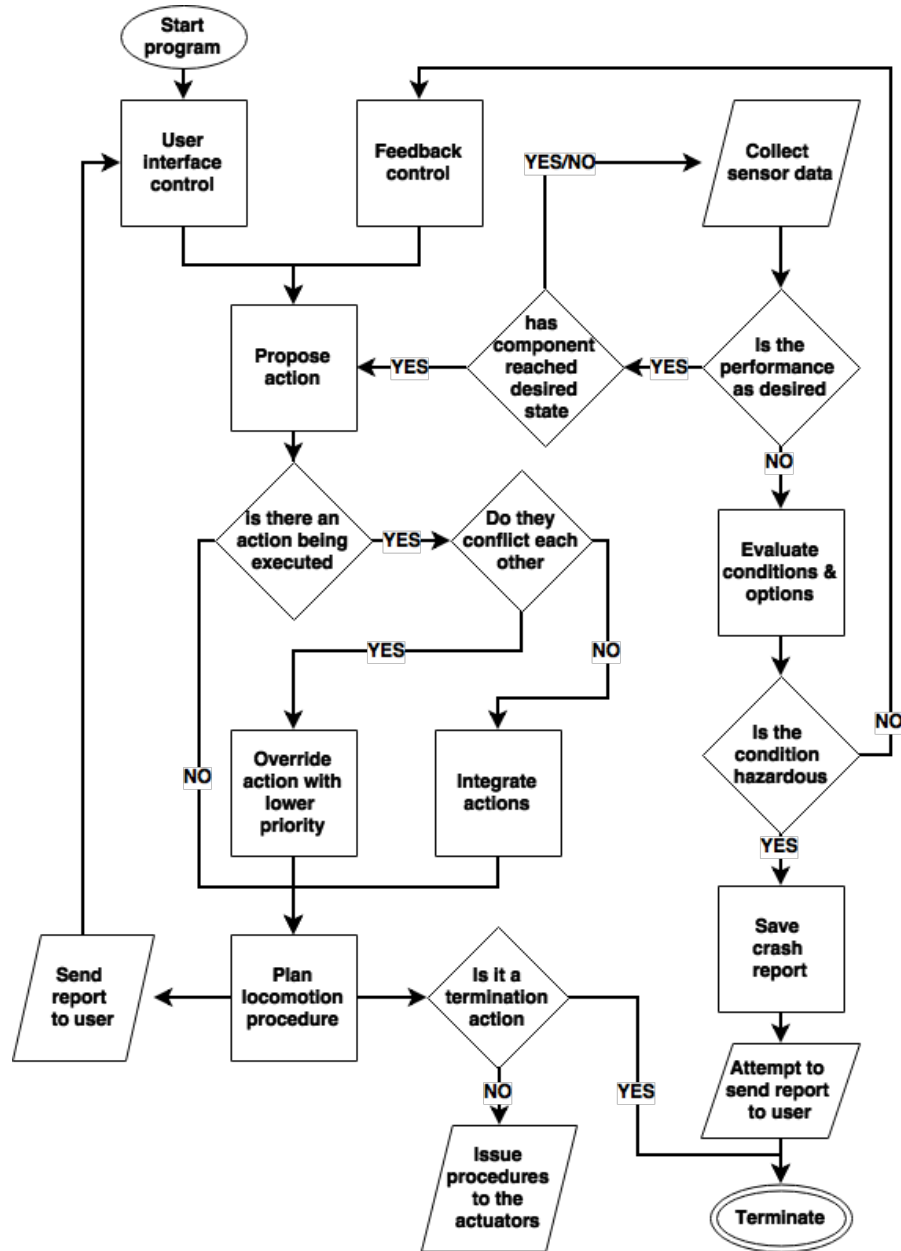 Start
program
User
interface
control
Feedback
control
YES/NO
Collect
sensor data
Propose
action
YES
has
component
reached
desired
state
YES
Is the
performance
as desired
NO
is there an
action being
executed
YES
Do they
conflict each
other
Evaluate
conditions &
options
YES
NO
NO
Override
action with
lower
priority
Integrate
actions
Is the
condition
hazardous
NO
YES
Send
report
to user
Plan
locomotion
procedure
Is it a
termination
action
Save
crash
report
NO
YES
Attempt to
send report
to user
Issue
procedures
to the
actuators
Terminate